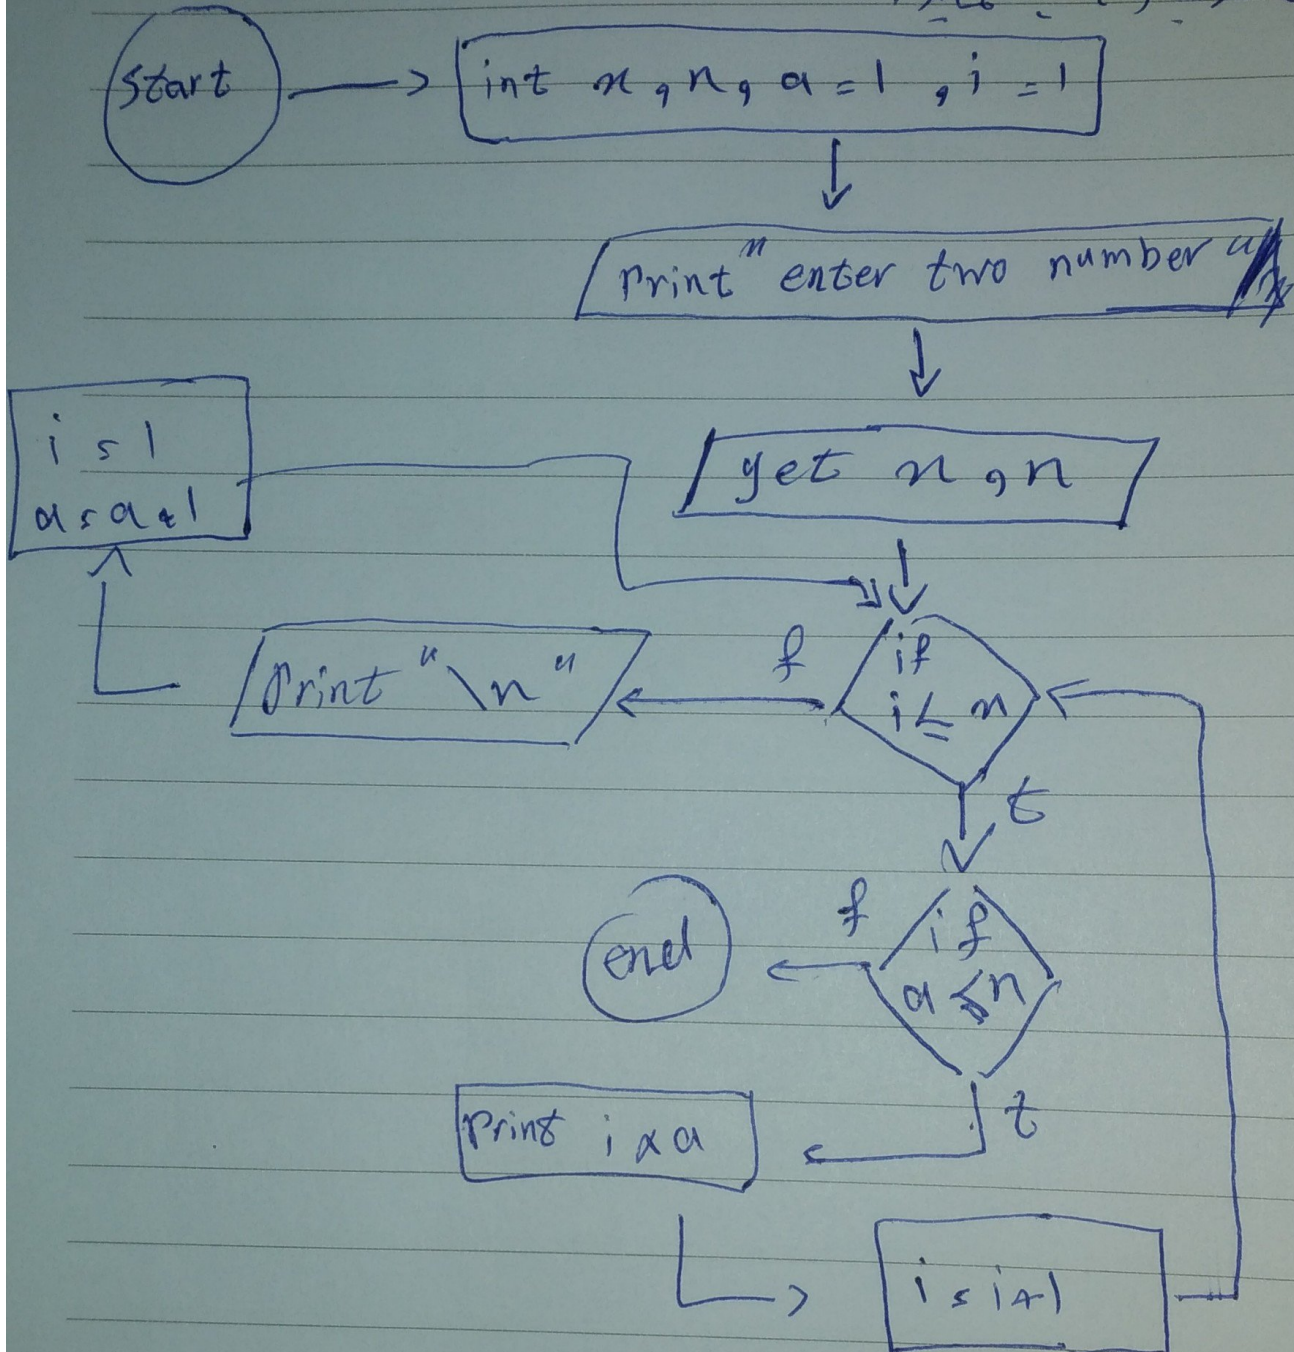 start
int x, n, a = 1, i = 1
print "enter two number"
get x, n
i = 1
a = a + 1
f
if
i ≤ x
print "\n"
t
f
if
a ≤ n
end
t
print i × a
i = i + 1